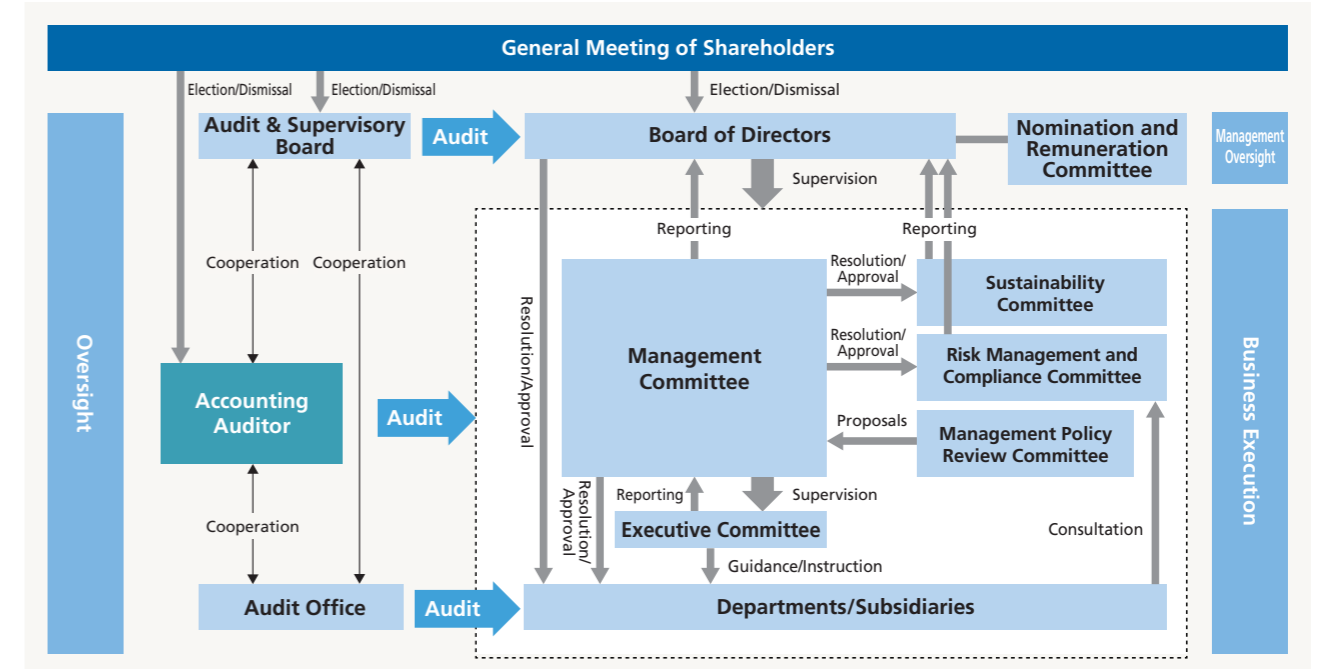 General Meeting of Shareholders
Election/Dismissal
Election/Dismissal
Election/Dismissal
Audit & Supervisory
Board
Audit
Board of Directors
Nomination and
Remuneration
Committee
Management
Oversight
Supervision
Reporting
Reporting
Cooperation
Cooperation
Resolution/
Approval
Sustainability
Committee
Resolution/Approval
Oversight
Business Execution
Management
Committee
Resolution/
Approval
Risk Management and
Compliance Committee
Accounting
Auditor
Audit
Proposals
Management Policy
Review Committee
Resolution/
Approval
Reporting
Supervision
Cooperation
Executive Committee
Consultation
Guidance/Instruction
Audit Office
Audit
Departments/Subsidiaries